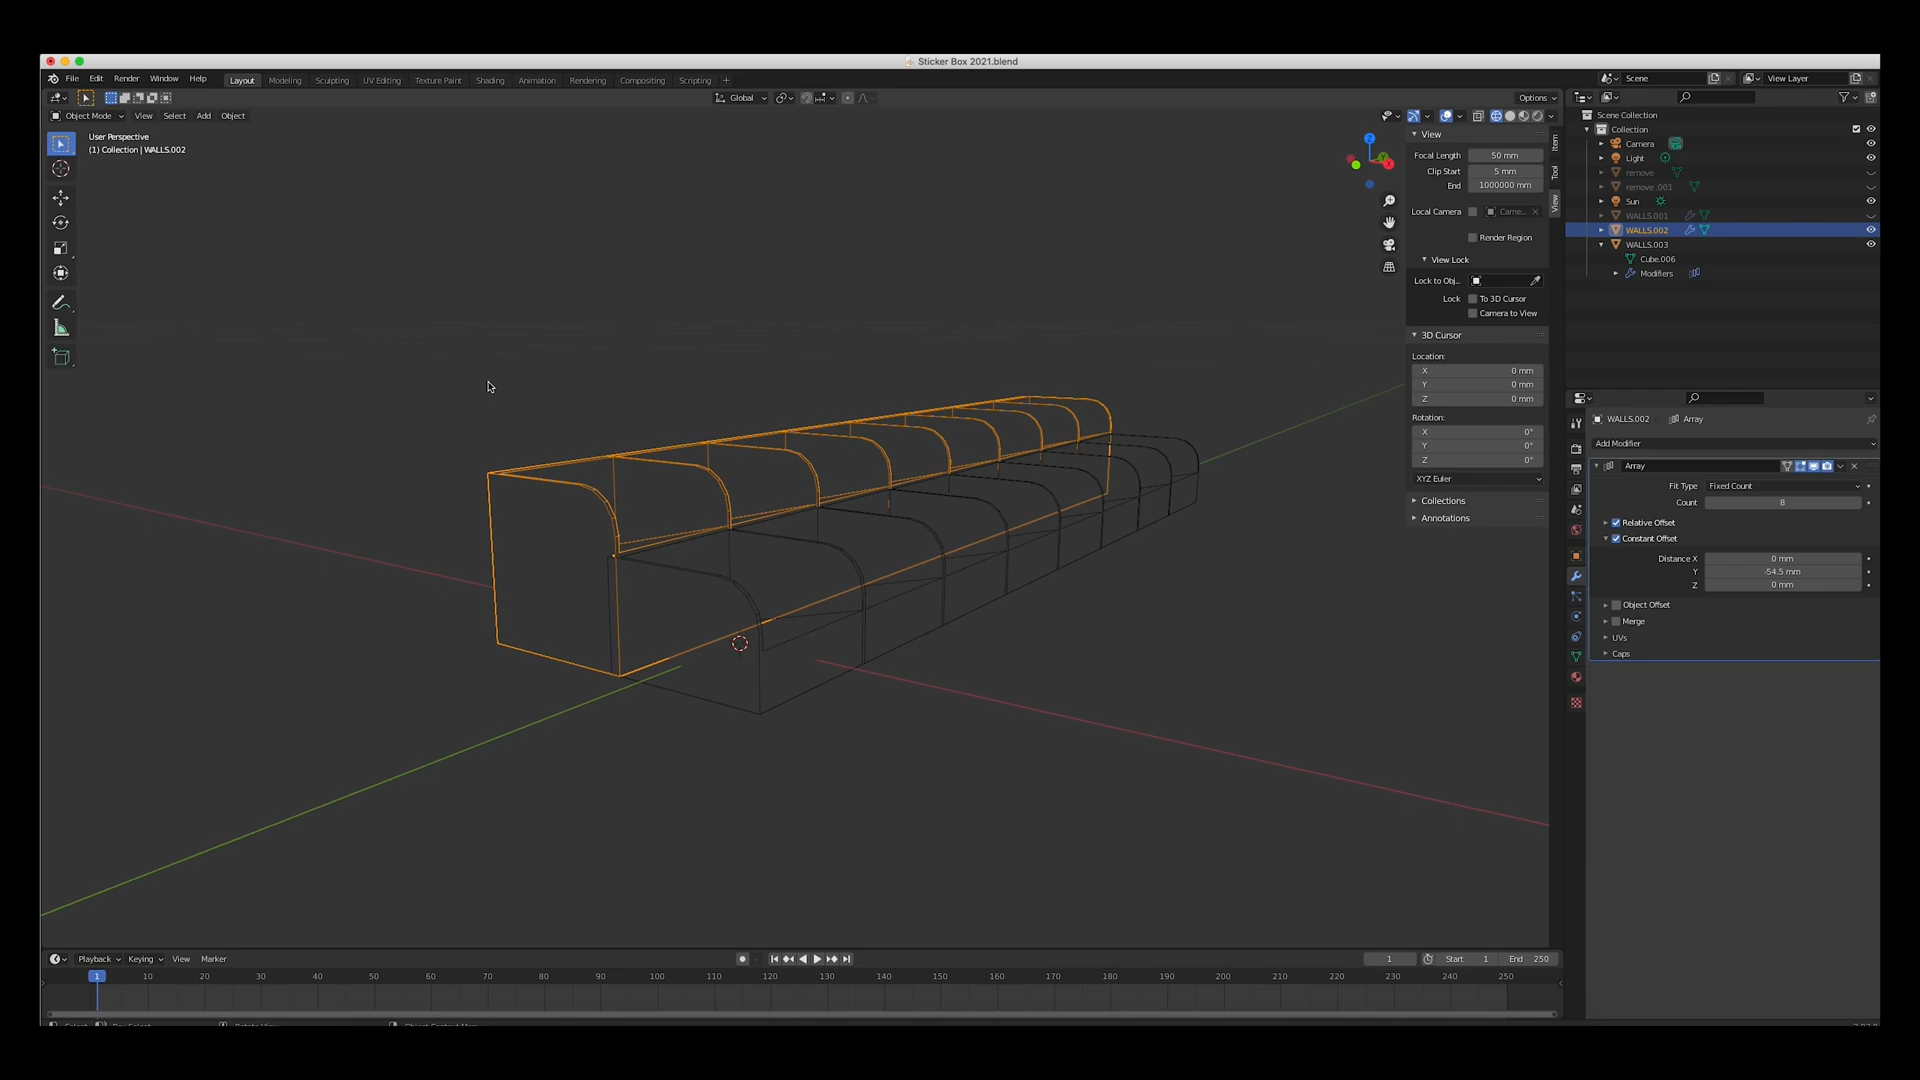 Sticker Box 2021.blend
File Edit Render Window Help Layout Modeling Sculpting UV Editing Texture Paint Shading Animation Rendering Compositing Scripting + Scene View Layer
Global Options
Object Mode View Select Add Object
User Perspective
(1) Collection | WALLS.002
Z
Y
X
View
Focal Length 50 mm
Clip Start 5 mm
End 1000000 mm
Local Camera Came...
Render Region
View Lock
Lock to Obj...
Lock To 3D Cursor
Camera to View
3D Cursor
Location:
X 0 mm
Y 0 mm
Z 0 mm
Rotation:
X 0°
Y 0°
Z 0°
XYZ Euler
Collections
Annotations
Item
Tool
View
Scene Collection
Collection
Camera
Light
remove
remove.001
Sun
WALLS.001
WALLS.002
WALLS.003
Cube.006
Modifiers
WALLS.002 Array
Add Modifier
Array
Fit Type Fixed Count
Count 8
Relative Offset
Constant Offset
Distance X 0 mm
Y -54.5 mm
Z 0 mm
Object Offset
Merge
UVs
Caps
Playback Keying View Marker 1 Start 1 End 250
1 10 20 30 40 50 60 70 80 90 100 110 120 130 140 150 160 170 180 190 200 210 220 230 240 250